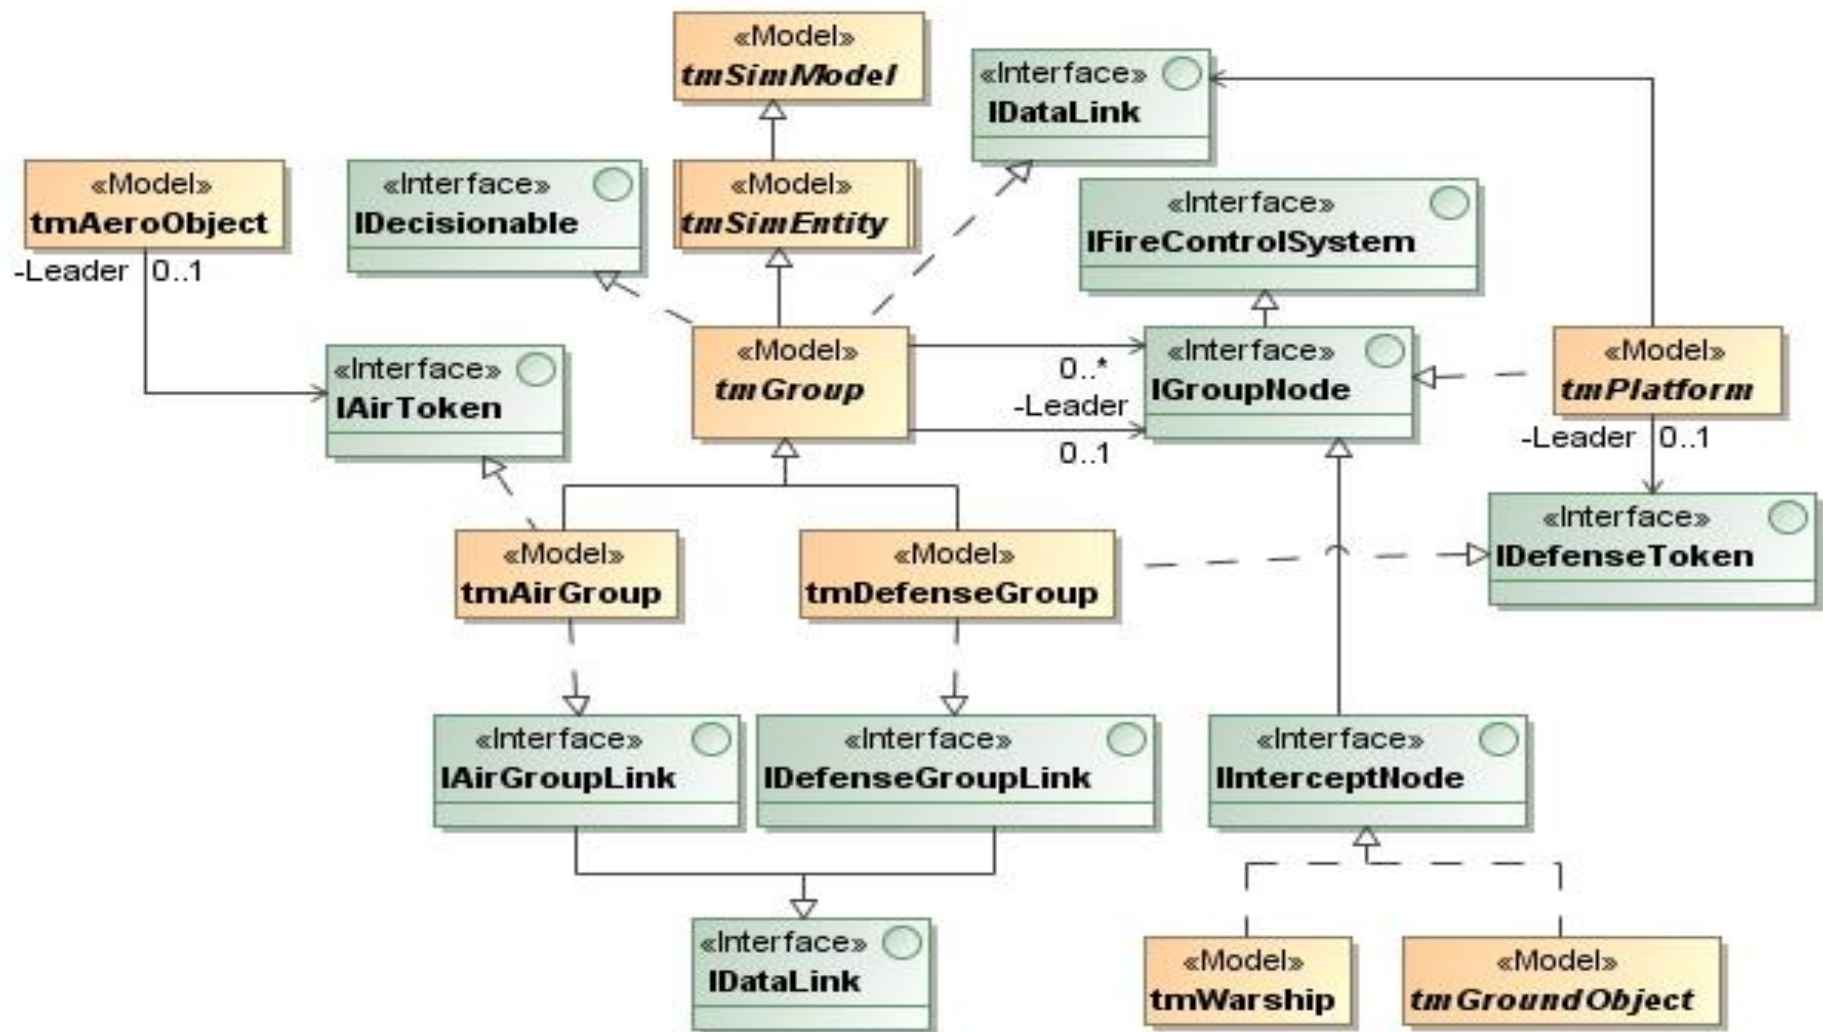 «Model»
tmSimModel
«Interface»
IDataLink
«Model»
tmAeroObject
«Interface»
IDecisionable
«Model»
tmSimEntity
«Interface»
IFireControlSystem
-Leader 0..1
«Interface»
IAirToken
«Model»
tmGroup
0..*
-Leader
0..1
«Interface»
IGroupNode
«Model»
tmPlatform
-Leader 0..1
«Interface»
IDefenseToken
«Model»
tmAirGroup
«Model»
tmDefenseGroup
«Interface»
IAirGroupLink
«Interface»
IDefenseGroupLink
«Interface»
IInterceptNode
«Interface»
IDataLink
«Model»
tmWarship
«Model»
tmGroundObject